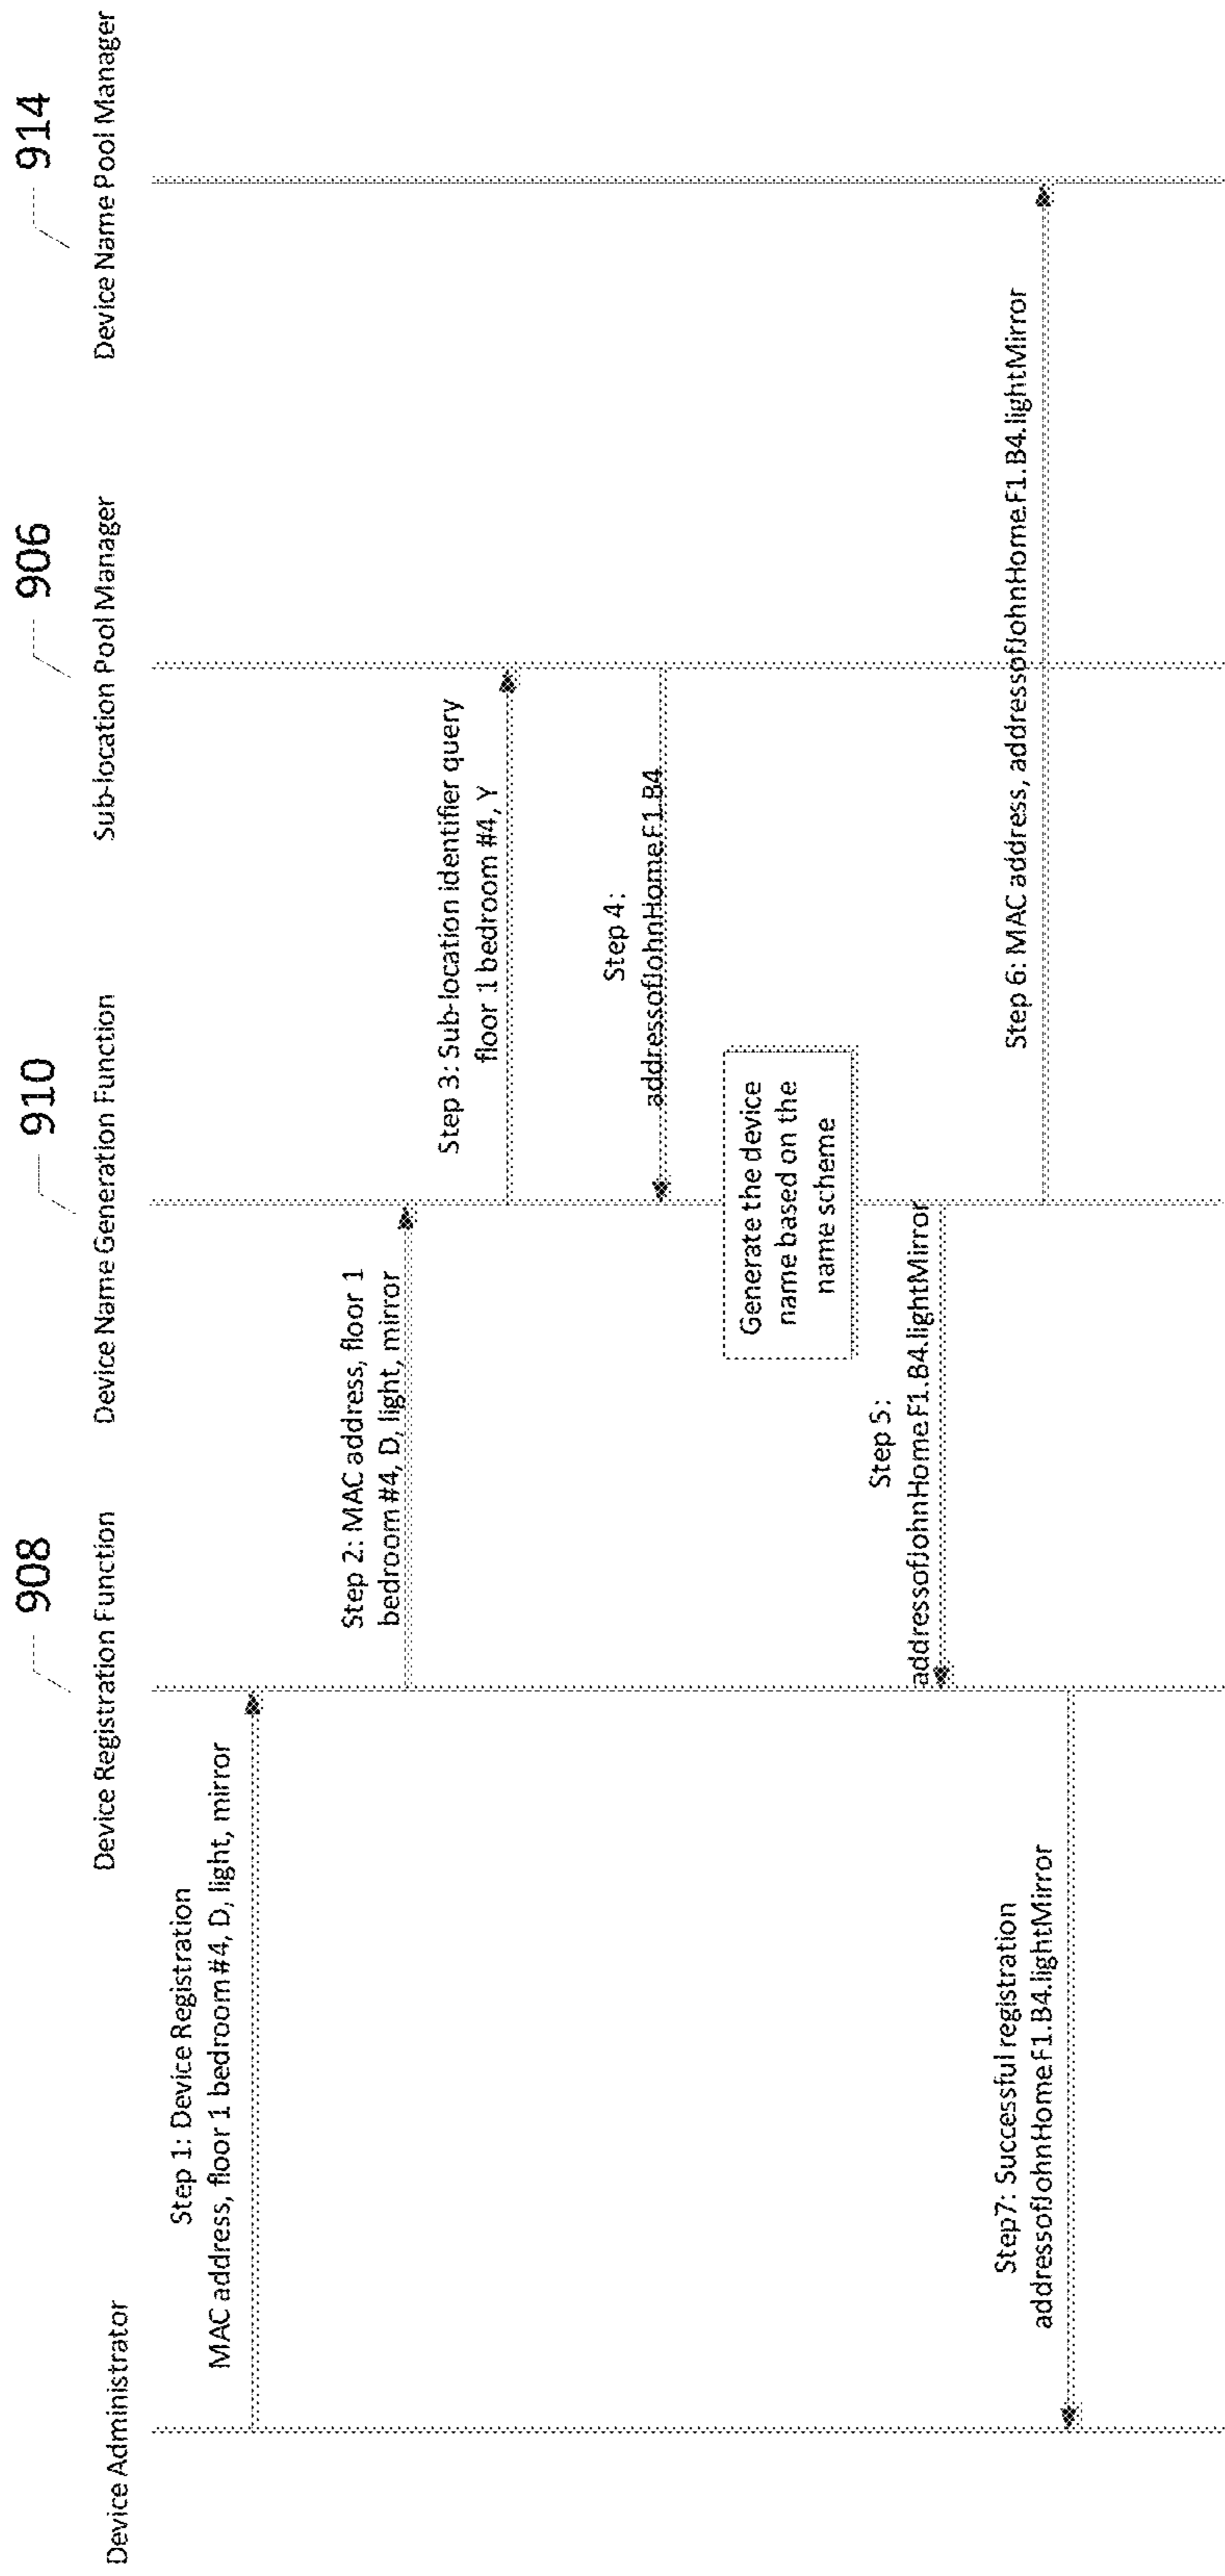 908
910
906
914
Device Administrator
Device Registration Function
Device Name Generation Function
Sub-location Pool Manager
Device Name Pool Manager
Step 1: Device Registration
MAC address, floor 1 bedroom #4, D, light, mirror
Step 2: MAC address, floor 1
bedroom #4, D, light, mirror
Step 3: Sub-location identifier query
floor 1 bedroom #4, Y
Step 4:
addressofJohnHome.F1.B4
Generate the device
name based on the
name scheme
Step 5:
addressofJohnHome.F1.B4.lightMirror
Step 6: MAC address, addressofJohnHome.F1.B4.lightMirror
Step7: Successful registration
addressofJohnHome.F1.B4.lightMirror